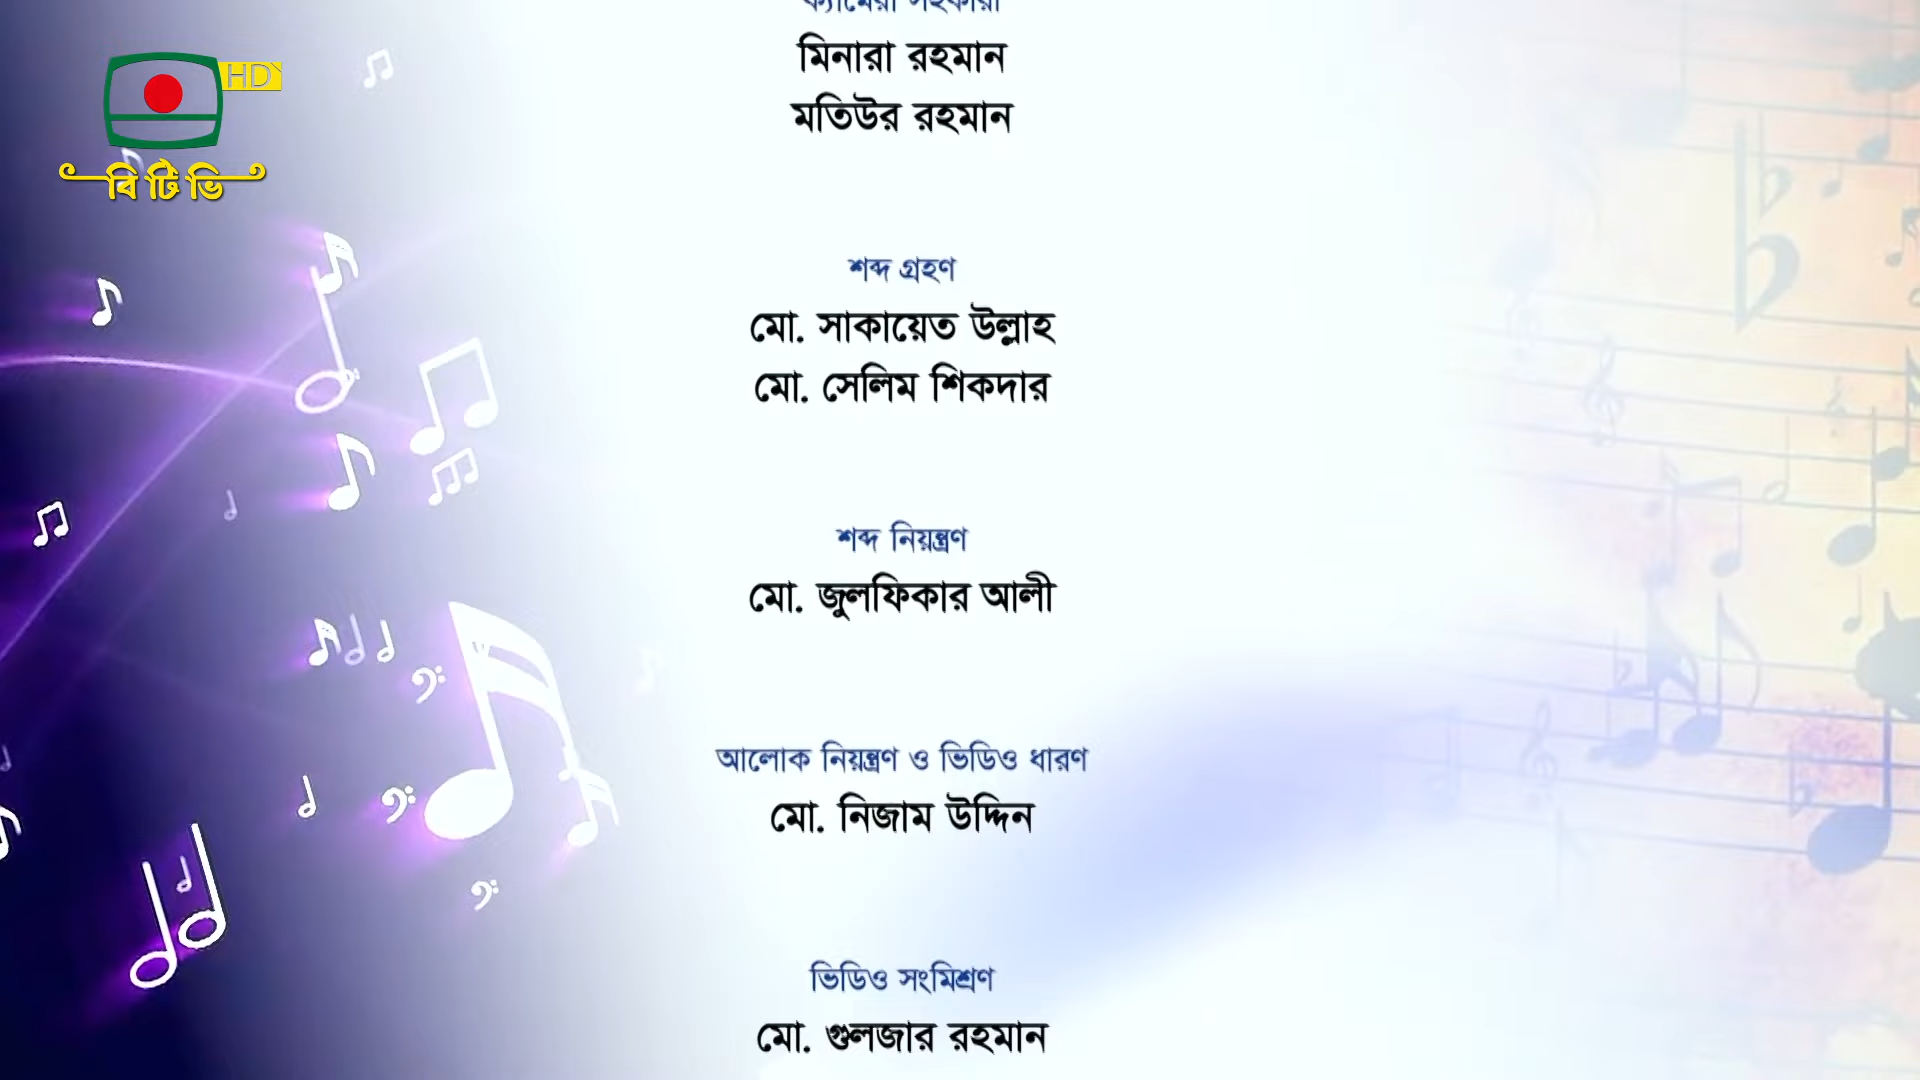 ক্যামেরা সহকারী
মিনারা রহমান
মতিউর রহমান
HD
বিটিভি
শব্দ গ্রহণ
মো. সাকায়েত উল্লাহ
মো. সেলিম শিকদার
শব্দ নিয়ন্ত্রণ
মো. জুলফিকার আলী
আলোক নিয়ন্ত্রণ ও ভিডিও ধারণ
মো. নিজাম উদ্দিন
ভিডিও সংমিশ্রণ
মো. গুলজার রহমান